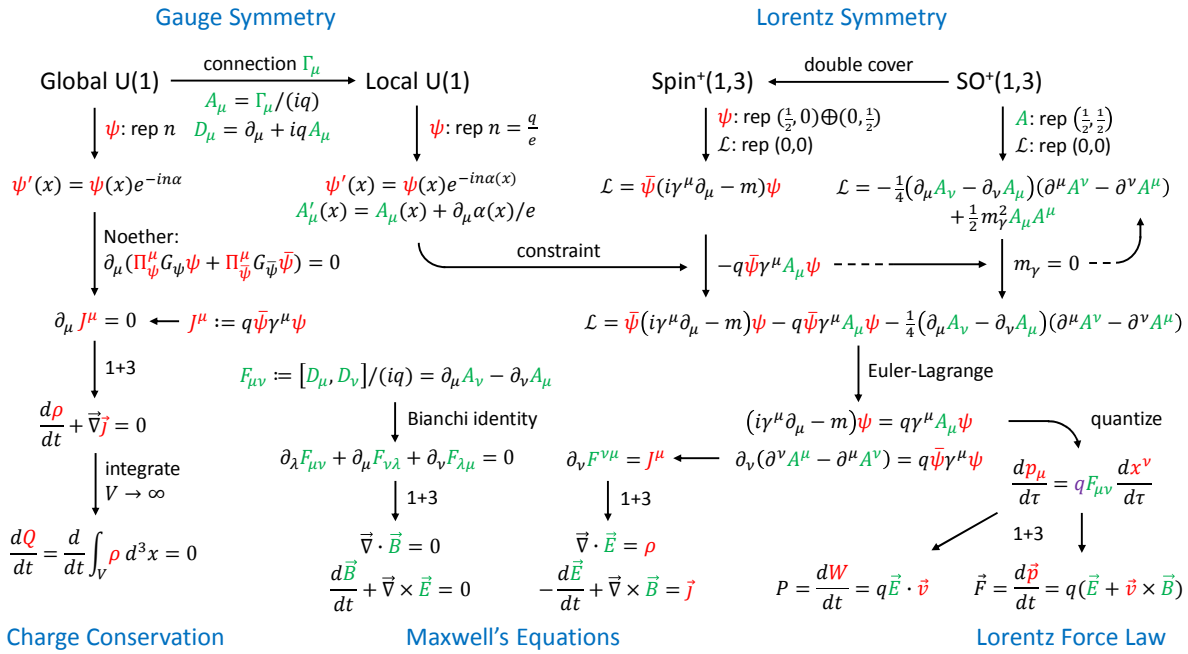 Gauge Symmetry
Lorentz Symmetry
Global U(1)
connection Γ_μ
A_μ = Γ_μ/(iq)
D_μ = ∂_μ + iqA_μ
Local U(1)
Spin⁺(1,3)
double cover
SO⁺(1,3)
ψ: rep n
ψ: rep n = q/e
ψ: rep (1/2, 0)⊕(0, 1/2)
ℒ: rep (0,0)
A: rep (1/2, 1/2)
ℒ: rep (0,0)
ψ′(x) = ψ(x)e^{−inα}
ψ′(x) = ψ(x)e^{−inα(x)}
A′_μ(x) = A_μ(x) + ∂_μα(x)/e
ℒ = ψ̄(iγ^μ∂_μ − m)ψ
ℒ = −1/4(∂_μA_ν − ∂_νA_μ)(∂^μA^ν − ∂^νA^μ)
+ 1/2 m_γ^2 A_μA^μ
Noether:
∂_μ(Π^μ_ψ G_ψ ψ + Π^μ_ψ̄ G_ψ̄ ψ̄) = 0
constraint
−qψ̄γ^μA_μψ
m_γ = 0
∂_μ J^μ = 0
J^μ := qψ̄γ^μψ
ℒ = ψ̄(iγ^μ∂_μ − m)ψ − qψ̄γ^μA_μψ − 1/4(∂_μA_ν − ∂_νA_μ)(∂^μA^ν − ∂^νA^μ)
1+3
F_μν ≔ [D_μ, D_ν]/(iq) = ∂_μA_ν − ∂_νA_μ
Euler-Lagrange
dρ/dt + ∇⃗j⃗ = 0
Bianchi identity
(iγ^μ∂_μ − m)ψ = qγ^μA_μψ
quantize
integrate
V → ∞
∂_λF_μν + ∂_μF_νλ + ∂_νF_λμ = 0
∂_νF^{νμ} = J^μ
∂_ν(∂^νA^μ − ∂^μA^ν) = qψ̄γ^μψ
dp_μ/dτ = qF_μν dx^ν/dτ
1+3
1+3
1+3
dQ/dt = d/dt ∫_V ρ d³x = 0
∇⃗ · B⃗ = 0
dB⃗/dt + ∇⃗ × E⃗ = 0
∇⃗ · E⃗ = ρ
−dE⃗/dt + ∇⃗ × B⃗ = j⃗
P = dW/dt = qE⃗ · v⃗
F⃗ = dp⃗/dt = q(E⃗ + v⃗ × B⃗)
Charge Conservation
Maxwell’s Equations
Lorentz Force Law